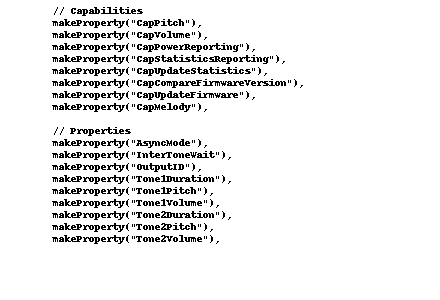 // Capabilities
makeProperty("CapPitch"),
makeProperty("CapVolume"),
makeProperty("CapPowerReporting"),
makeProperty("CapStatisticsReporting"),
makeProperty("CapUpdateStatistics"),
makeProperty("CapCompareFirmwareVersion"),
makeProperty("CapUpdateFirmware"),
makeProperty("CapMelody"),

// Properties
makeProperty("AsyncMode"),
makeProperty("InterToneWait"),
makeProperty("OutputID"),
makeProperty("Tone1Duration"),
makeProperty("Tone1Pitch"),
makeProperty("Tone1Volume"),
makeProperty("Tone2Duration"),
makeProperty("Tone2Pitch"),
makeProperty("Tone2Volume"),